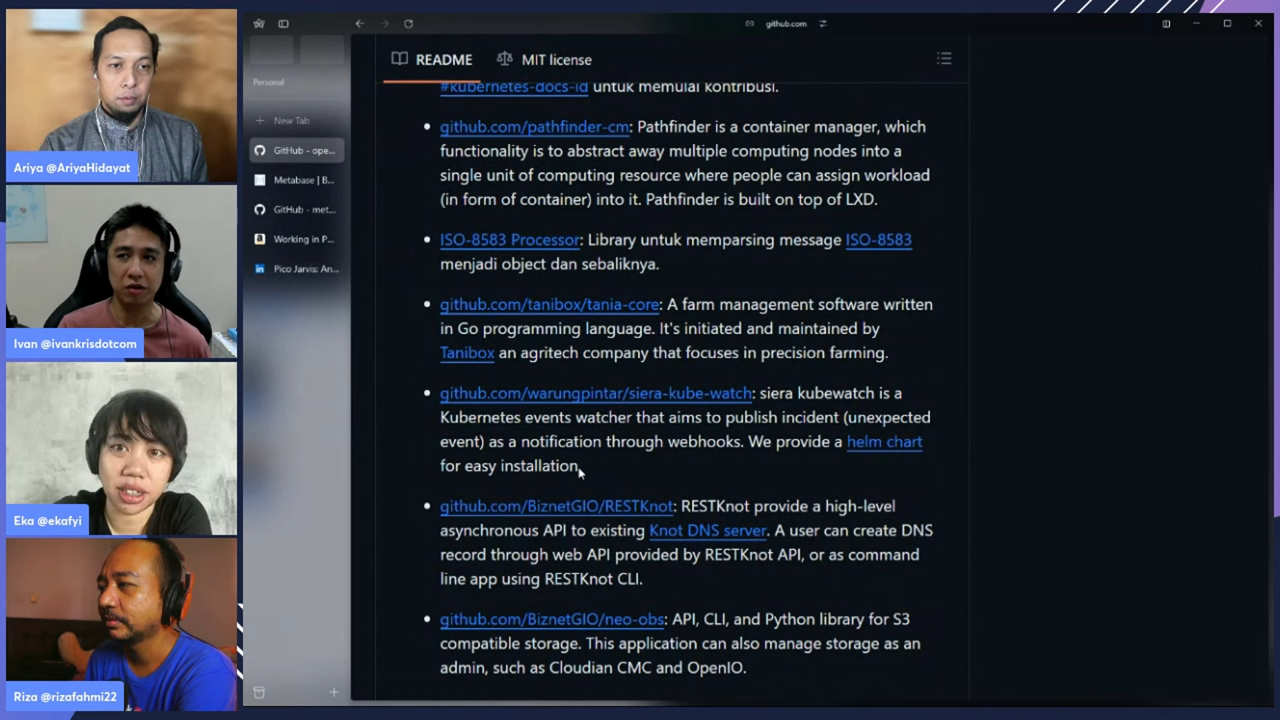 Ariya @AriyaHidayat
Ivan @ivankrisdotcom
Eka @ekafyi
Riza @rizafahmi22
github.com
Personal
New Tab
GitHub - ope...
Metabase | B...
GitHub - met...
Working in P...
Pico Jarvis: An...
README
MIT license
#kubernetes-docs-id untuk memulai kontribusi.
github.com/pathfinder-cm: Pathfinder is a container manager, which
functionality is to abstract away multiple computing nodes into a
single unit of computing resource where people can assign workload
(in form of container) into it. Pathfinder is built on top of LXD.
ISO-8583 Processor: Library untuk memparsing message ISO-8583
menjadi object dan sebaliknya.
github.com/tanibox/tania-core: A farm management software written
in Go programming language. It's initiated and maintained by
Tanibox an agritech company that focuses in precision farming.
github.com/warungpintar/siera-kube-watch: siera kubewatch is a
Kubernetes events watcher that aims to publish incident (unexpected
event) as a notification through webhooks. We provide a helm chart
for easy installation.
github.com/BiznetGIO/RESTKnot: RESTKnot provide a high-level
asynchronous API to existing Knot DNS server. A user can create DNS
record through web API provided by RESTKnot API, or as command
line app using RESTKnot CLI.
github.com/BiznetGIO/neo-obs: API, CLI, and Python library for S3
compatible storage. This application can also manage storage as an
admin, such as Cloudian CMC and OpenIO.